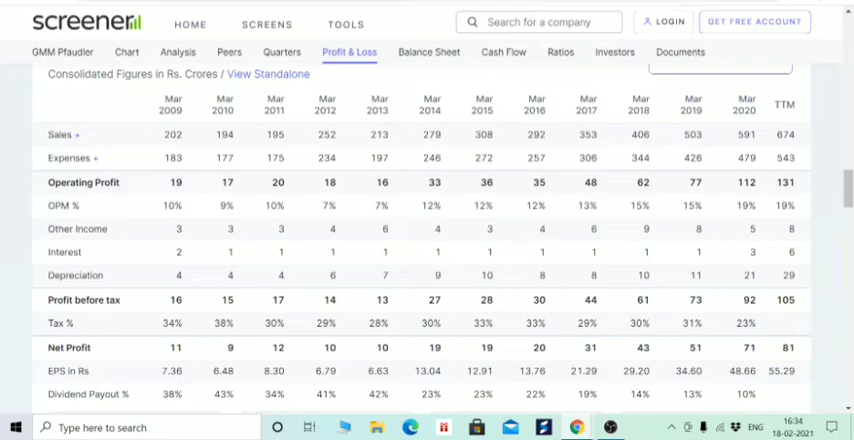 screener
HOME SCREENS TOOLS
Search for a company
LOGIN
GET FREE ACCOUNT
GMM Pfaudler Chart Analysis Peers Quarters Profit & Loss Balance Sheet Cash Flow Ratios Investors Documents
Consolidated Figures in Rs. Crores / View Standalone
Mar 2009 Mar 2010 Mar 2011 Mar 2012 Mar 2013 Mar 2014 Mar 2015 Mar 2016 Mar 2017 Mar 2018 Mar 2019 Mar 2020 TTM
Sales + 202 194 195 252 213 279 308 292 353 406 503 591 674
Expenses + 183 177 175 234 197 246 272 257 306 344 426 479 543
Operating Profit 19 17 20 18 16 33 36 35 48 62 77 112 131
OPM % 10% 9% 10% 7% 7% 12% 12% 12% 13% 15% 15% 19% 19%
Other Income 3 3 3 4 6 4 3 4 6 9 8 5 8
Interest 2 1 1 1 1 1 1 1 1 1 1 3 6
Depreciation 4 4 4 6 7 9 10 8 8 10 11 21 29
Profit before tax 16 15 17 14 13 27 28 30 44 61 73 92 105
Tax % 34% 38% 30% 29% 28% 30% 33% 33% 29% 30% 31% 23%
Net Profit 11 9 12 10 10 19 19 20 31 43 51 71 81
EPS in Rs 7.36 6.48 8.30 6.79 6.63 13.04 12.91 13.76 21.29 29.20 34.60 48.66 55.29
Dividend Payout % 38% 43% 34% 41% 42% 23% 23% 22% 19% 14% 13% 10%
Type here to search
ENG
16:34
18-02-2021